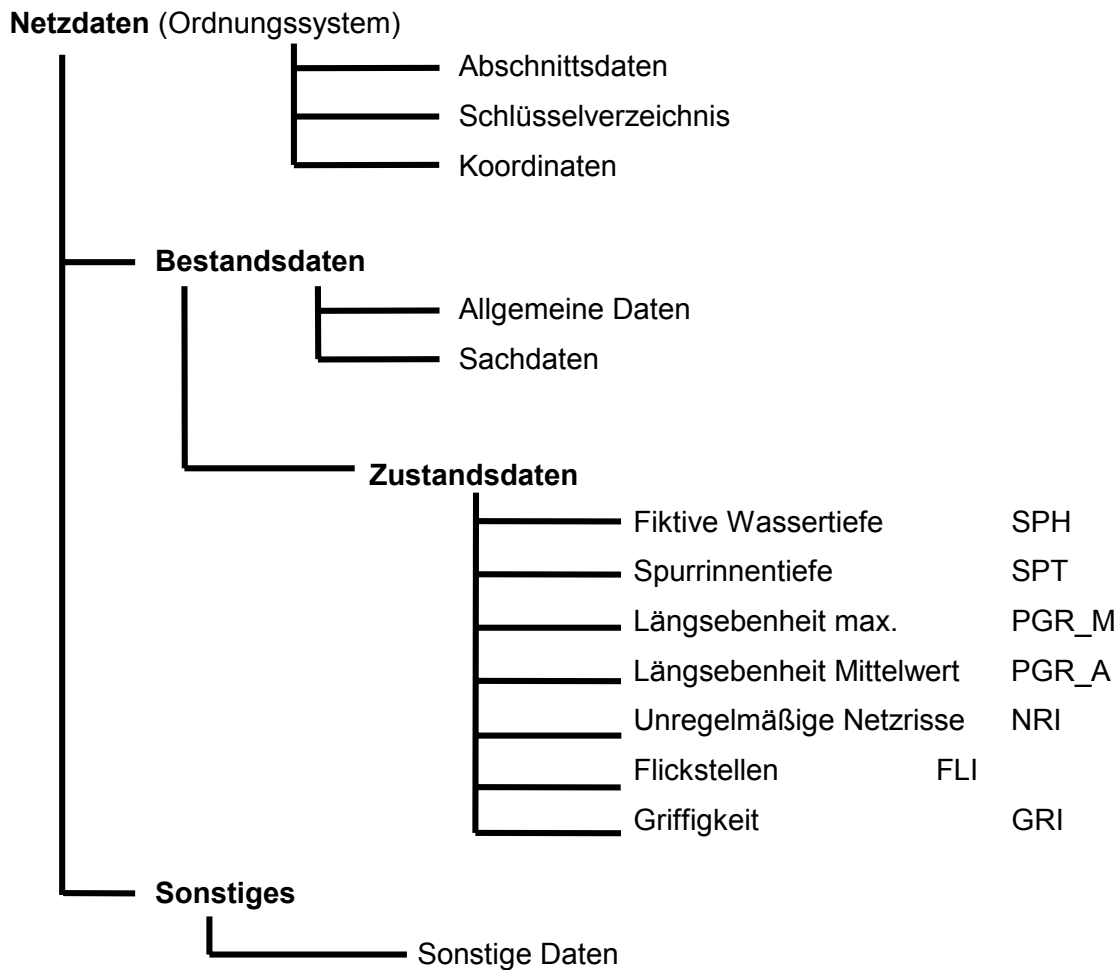 Netzdaten (Ordnungssystem)
Abschnittsdaten
Schlüsselverzeichnis
Koordinaten
Bestandsdaten
Allgemeine Daten
Sachdaten
Zustandsdaten
Fiktive Wassertiefe SPH
Spurrinnentiefe SPT
Längsebenheit max. PGR_M
Längsebenheit Mittelwert PGR_A
Unregelmäßige Netzrisse NRI
Flickstellen FLI
Griffigkeit GRI
Sonstiges
Sonstige Daten